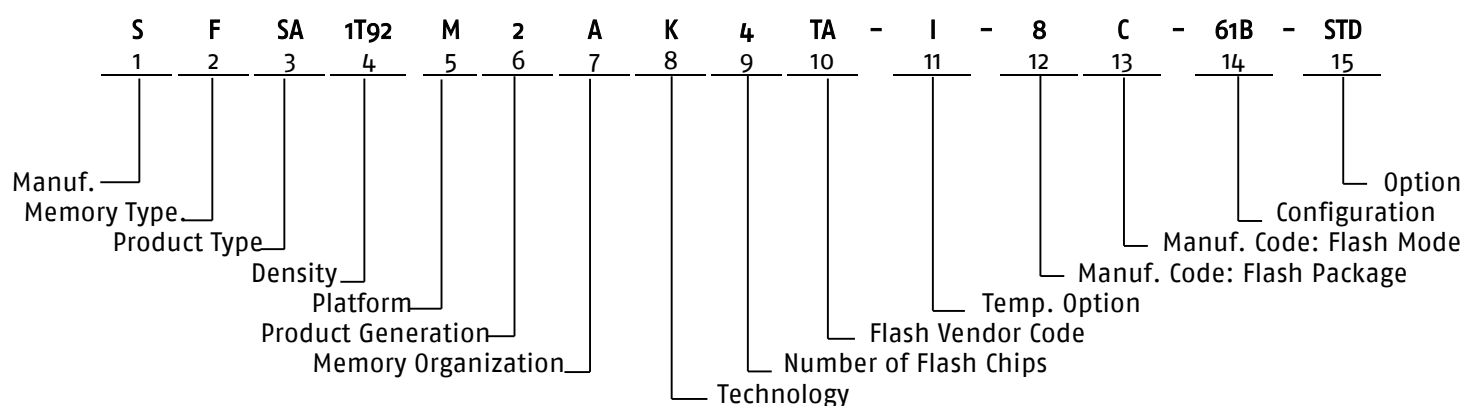 S F SA 1T92 M 2 A K 4 TA - I - 8 C - 61B - STD
1 2 3 4 5 6 7 8 9 10 11 12 13 14 15
Manuf. Option
Memory Type. Configuration
Product Type Manuf. Code: Flash Mode
Density Manuf. Code: Flash Package
Platform Temp. Option
Product Generation Flash Vendor Code
Memory Organization Number of Flash Chips
Technology